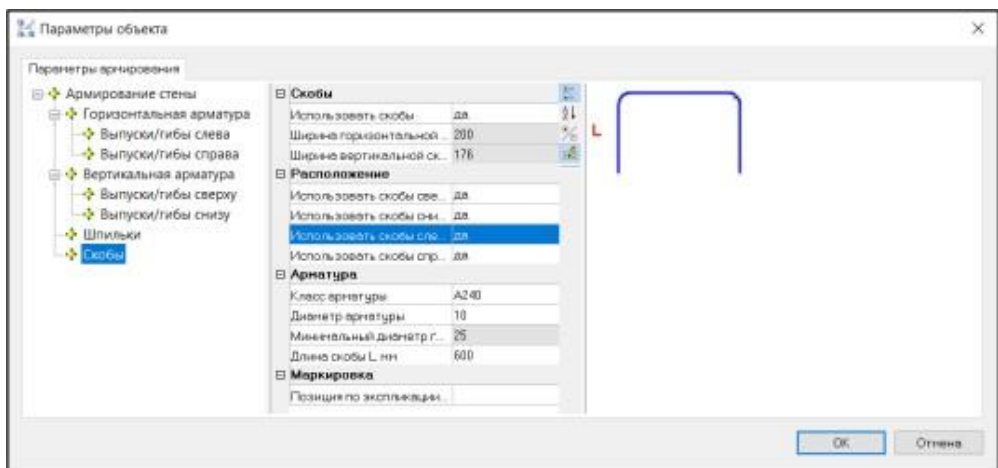 Параметры объекта
Параметры армирования
Армирование стены
Горизонтальная арматура
Выпуски/гибы слева
Выпуски/гибы справа
Вертикальная арматура
Выпуски/гибы сверху
Выпуски/гибы снизу
Шпильки
Скобы
Скобы
Использовать скобы да
Ширина горизонтальной... 200
Ширина вертикальной ск... 176
Расположение
Использовать скобы све... да
Использовать скобы сни... да
Использовать скобы сле... да
Использовать скобы спр... да
Арматура
Класс арматуры A240
Диаметр арматуры 10
Минимальный диаметр г... 25
Длина скобы L, мм 600
Маркировка
Позиция по экспликации...
L
OK
Отмена